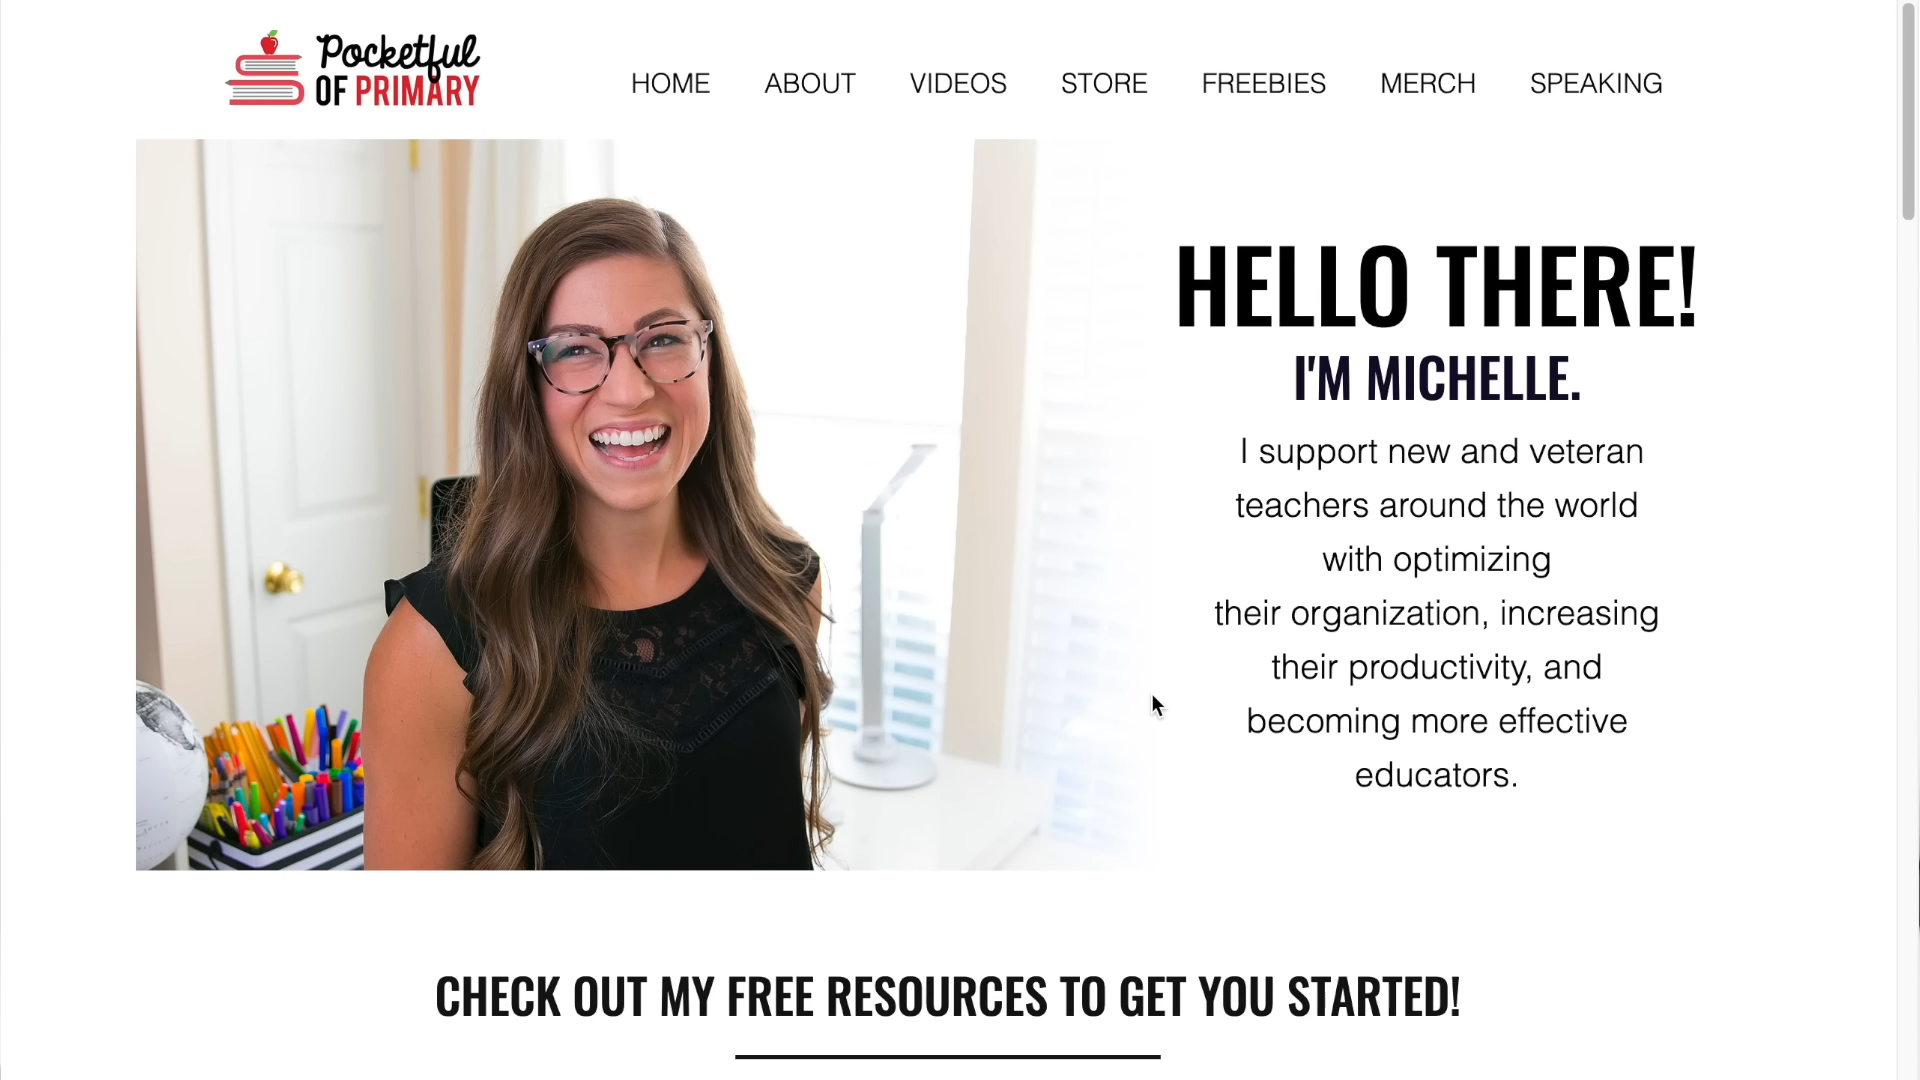 Pocketful
OF PRIMARY
HOME ABOUT VIDEOS STORE FREEBIES MERCH SPEAKING
HELLO THERE!
I'M MICHELLE.
I support new and veteran
teachers around the world
with optimizing
their organization, increasing
their productivity, and
becoming more effective
educators.
CHECK OUT MY FREE RESOURCES TO GET YOU STARTED!